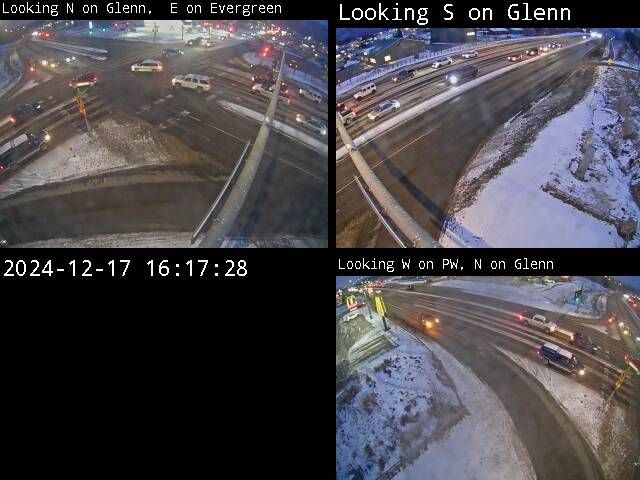 Looking N on Glenn, E on Evergreen
Looking S on Glenn
2024-12-17 16:17:28
Looking W on PW, N on Glenn